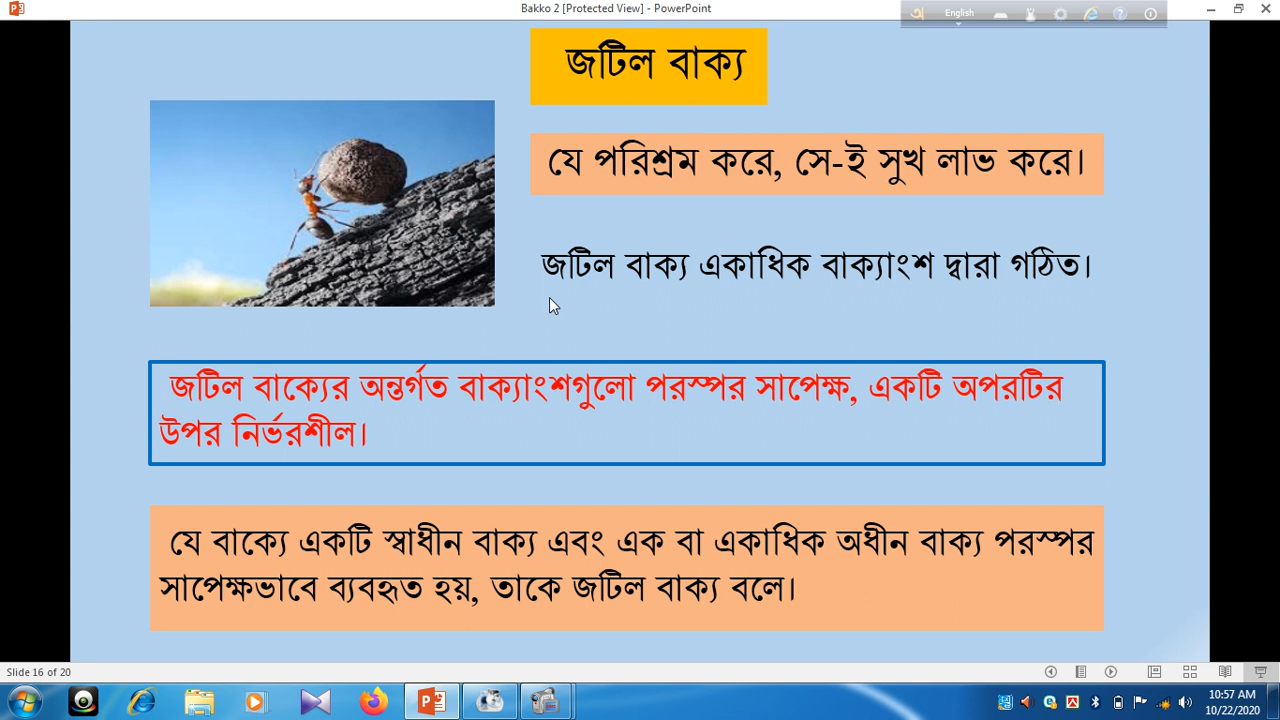 Bakko 2 [Protected View] - PowerPoint
English
জটিল বাক্য
যে পরিশ্রম করে, সে-ই সুখ লাভ করে।
জটিল বাক্য একাধিক বাক্যাংশ দ্বারা গঠিত।
জটিল বাক্যের অন্তর্গত বাক্যাংশগুলো পরস্পর সাপেক্ষ, একটি অপরটির
উপর নির্ভরশীল।
যে বাক্যে একটি স্বাধীন বাক্য এবং এক বা একাধিক অধীন বাক্য পরস্পর
সাপেক্ষভাবে ব্যবহৃত হয়, তাকে জটিল বাক্য বলে।
Slide 16 of 20
10:57 AM
10/22/2020